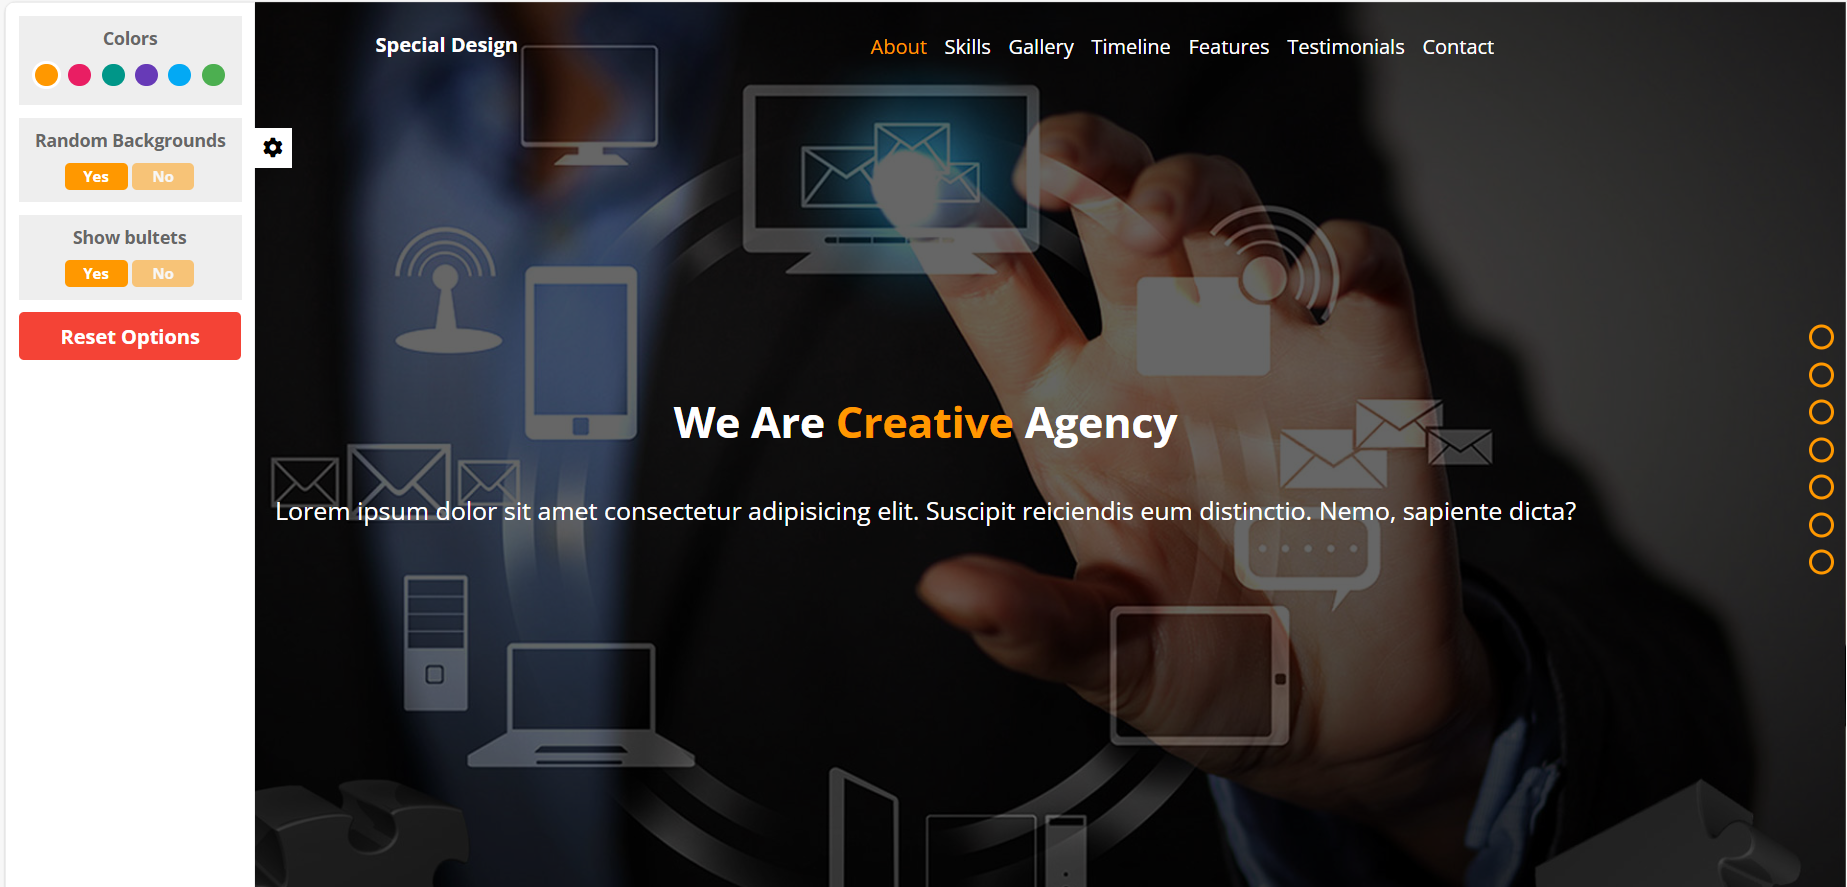 Colors
Random Backgrounds
Yes No
Show bultets
Yes No
Reset Options
Special Design
About Skills Gallery Timeline Features Testimonials Contact
We Are Creative Agency
Lorem ipsum dolor sit amet consectetur adipisicing elit. Suscipit reiciendis eum distinctio. Nemo, sapiente dicta?